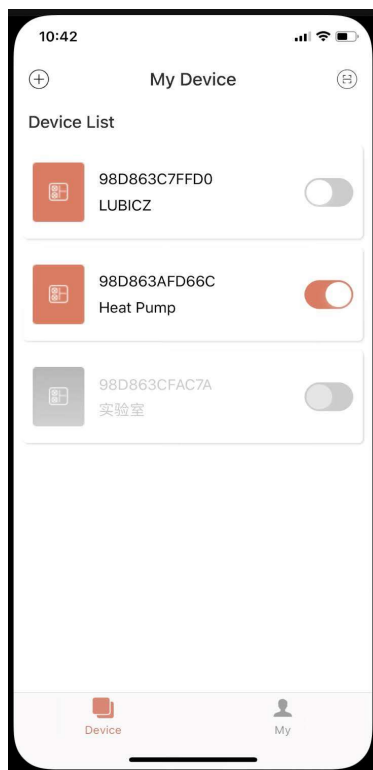 10:42
My Device
Device List
98D863C7FFD0
LUBICZ
98D863AFD66C
Heat Pump
98D863CFAC7A
实验室
Device
My